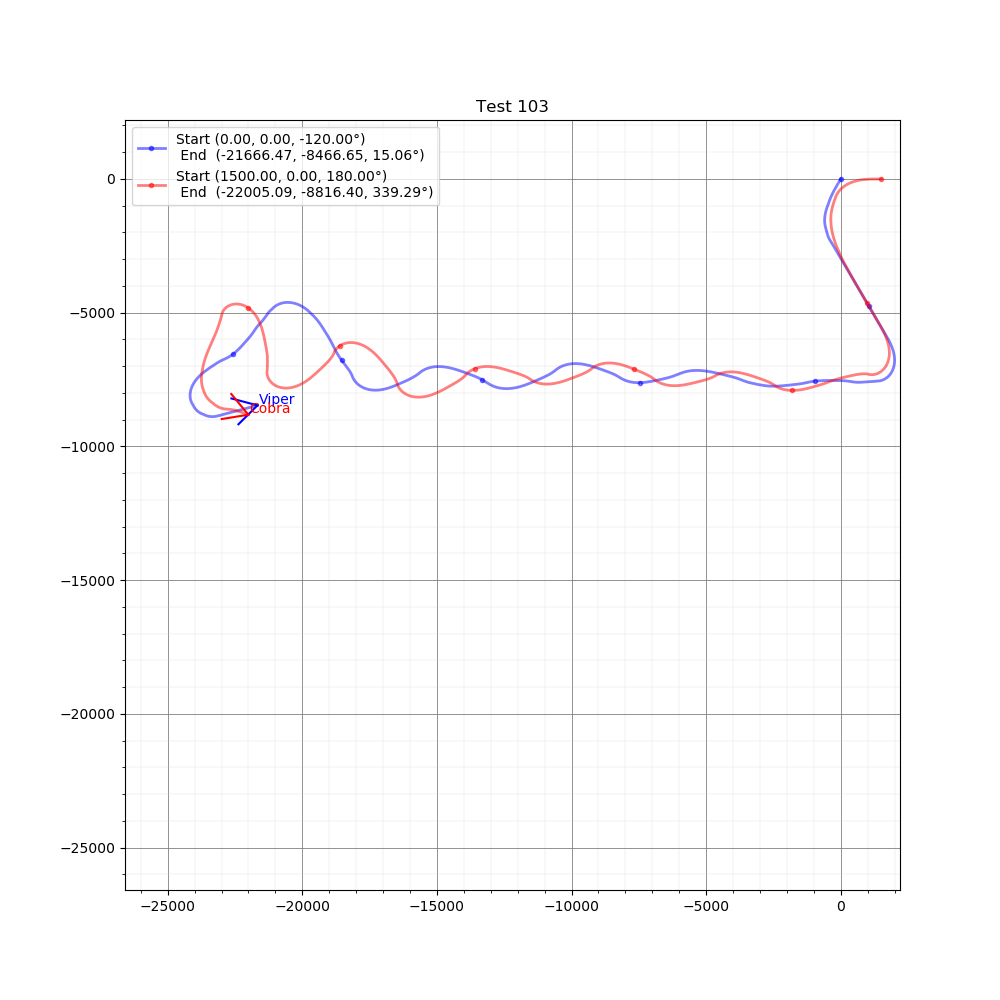 Test 103
Start (0.00, 0.00, -120.00°)
End  (-21666.47, -8466.65, 15.06°)
Start (1500.00, 0.00, 180.00°)
End  (-22005.09, -8816.40, 339.29°)
0
−5000
−10000
−15000
−20000
−25000
Viper
Cobra
−25000
−20000
−15000
−10000
−5000
0